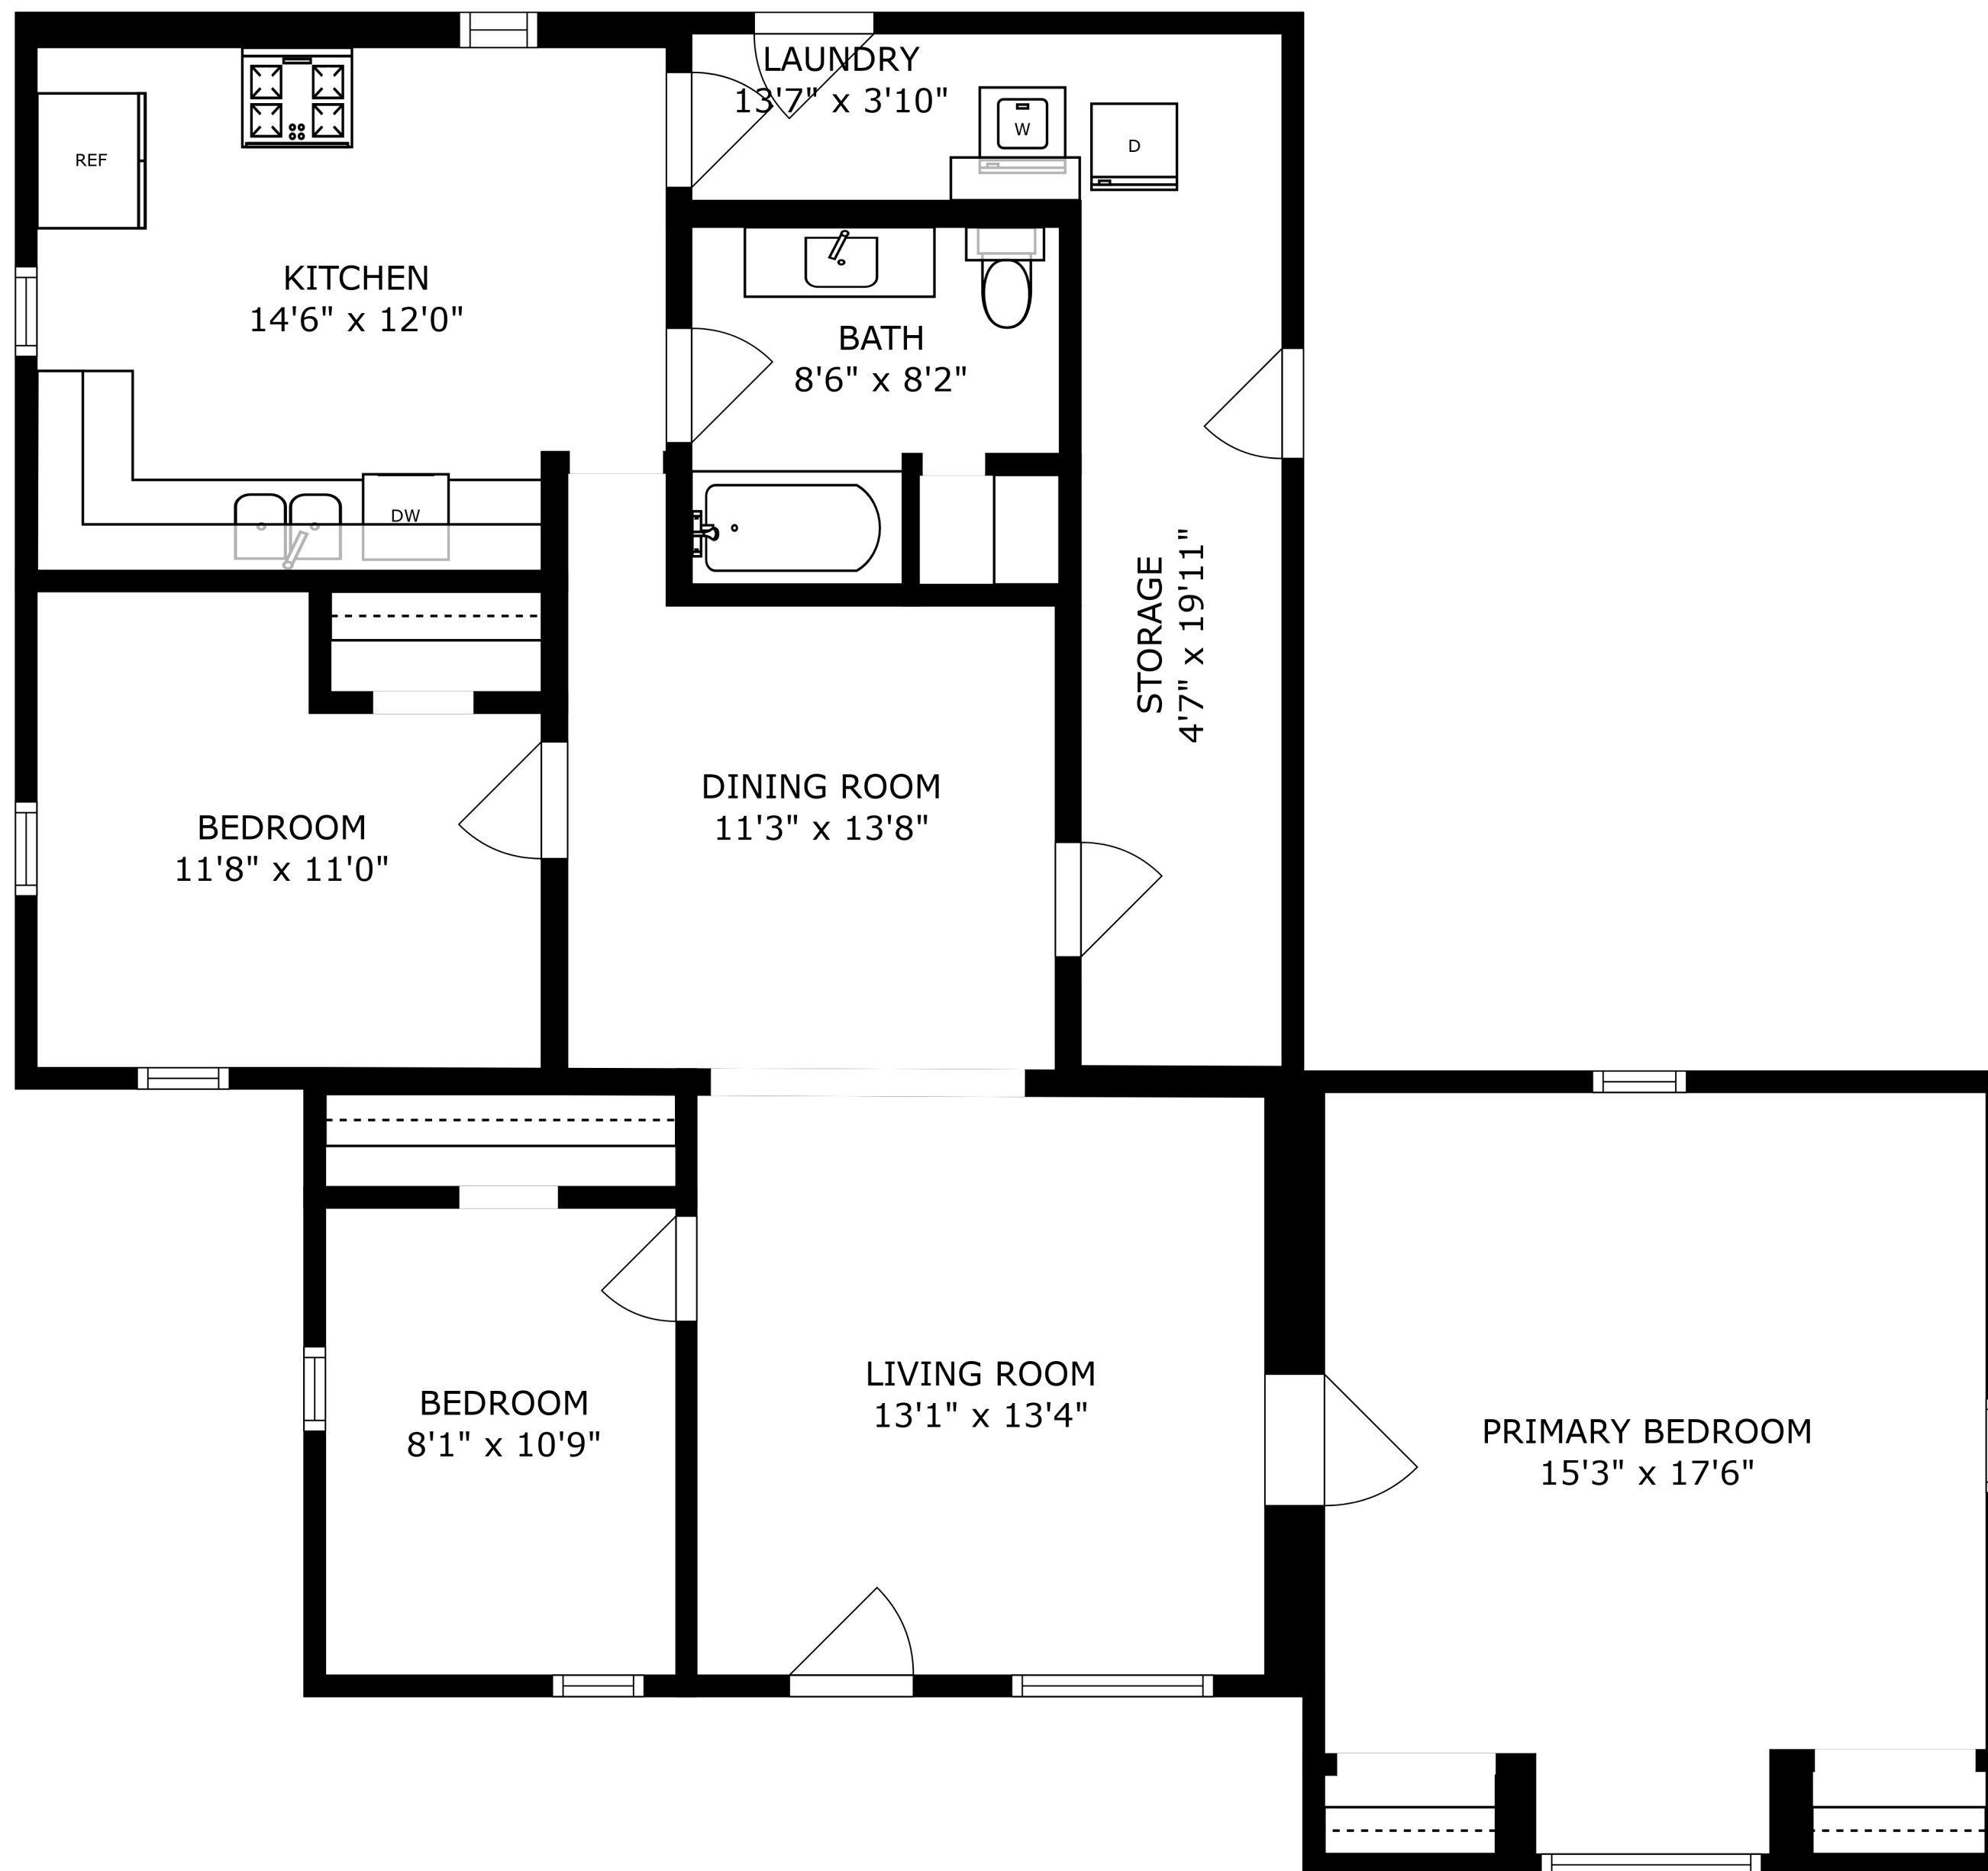 LAUNDRY
13'7" x 3'10"
W
D
REF
KITCHEN
14'6" x 12'0"
BATH
8'6" x 8'2"
DW
STORAGE
4'7" x 19'11"
DINING ROOM
11'3" x 13'8"
BEDROOM
11'8" x 11'0"
LIVING ROOM
13'1" x 13'4"
BEDROOM
8'1" x 10'9"
PRIMARY BEDROOM
15'3" x 17'6"